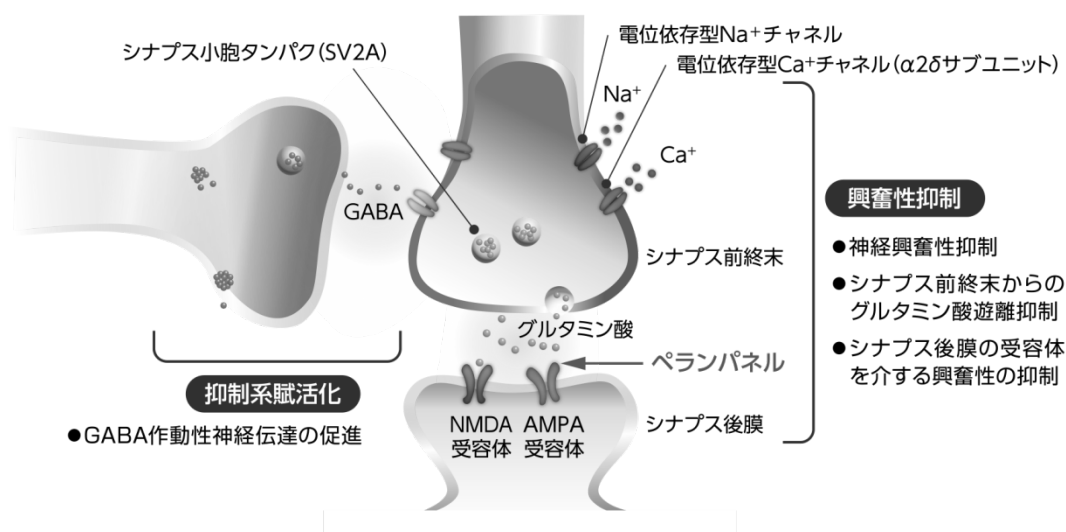 シナプス小胞タンパク（SV2A）
電位依存型Na⁺チャネル
電位依存型Ca⁺チャネル（α2δサブユニット）
Na⁺
Ca⁺
GABA
シナプス前終末
グルタミン酸
ペランパネル
NMDA
受容体
AMPA
受容体
シナプス後膜
抑制系賦活化
●GABA作動性神経伝達の促進
興奮性抑制
●神経興奮性抑制
●シナプス前終末からの
グルタミン酸遊離抑制
●シナプス後膜の受容体
を介する興奮性の抑制